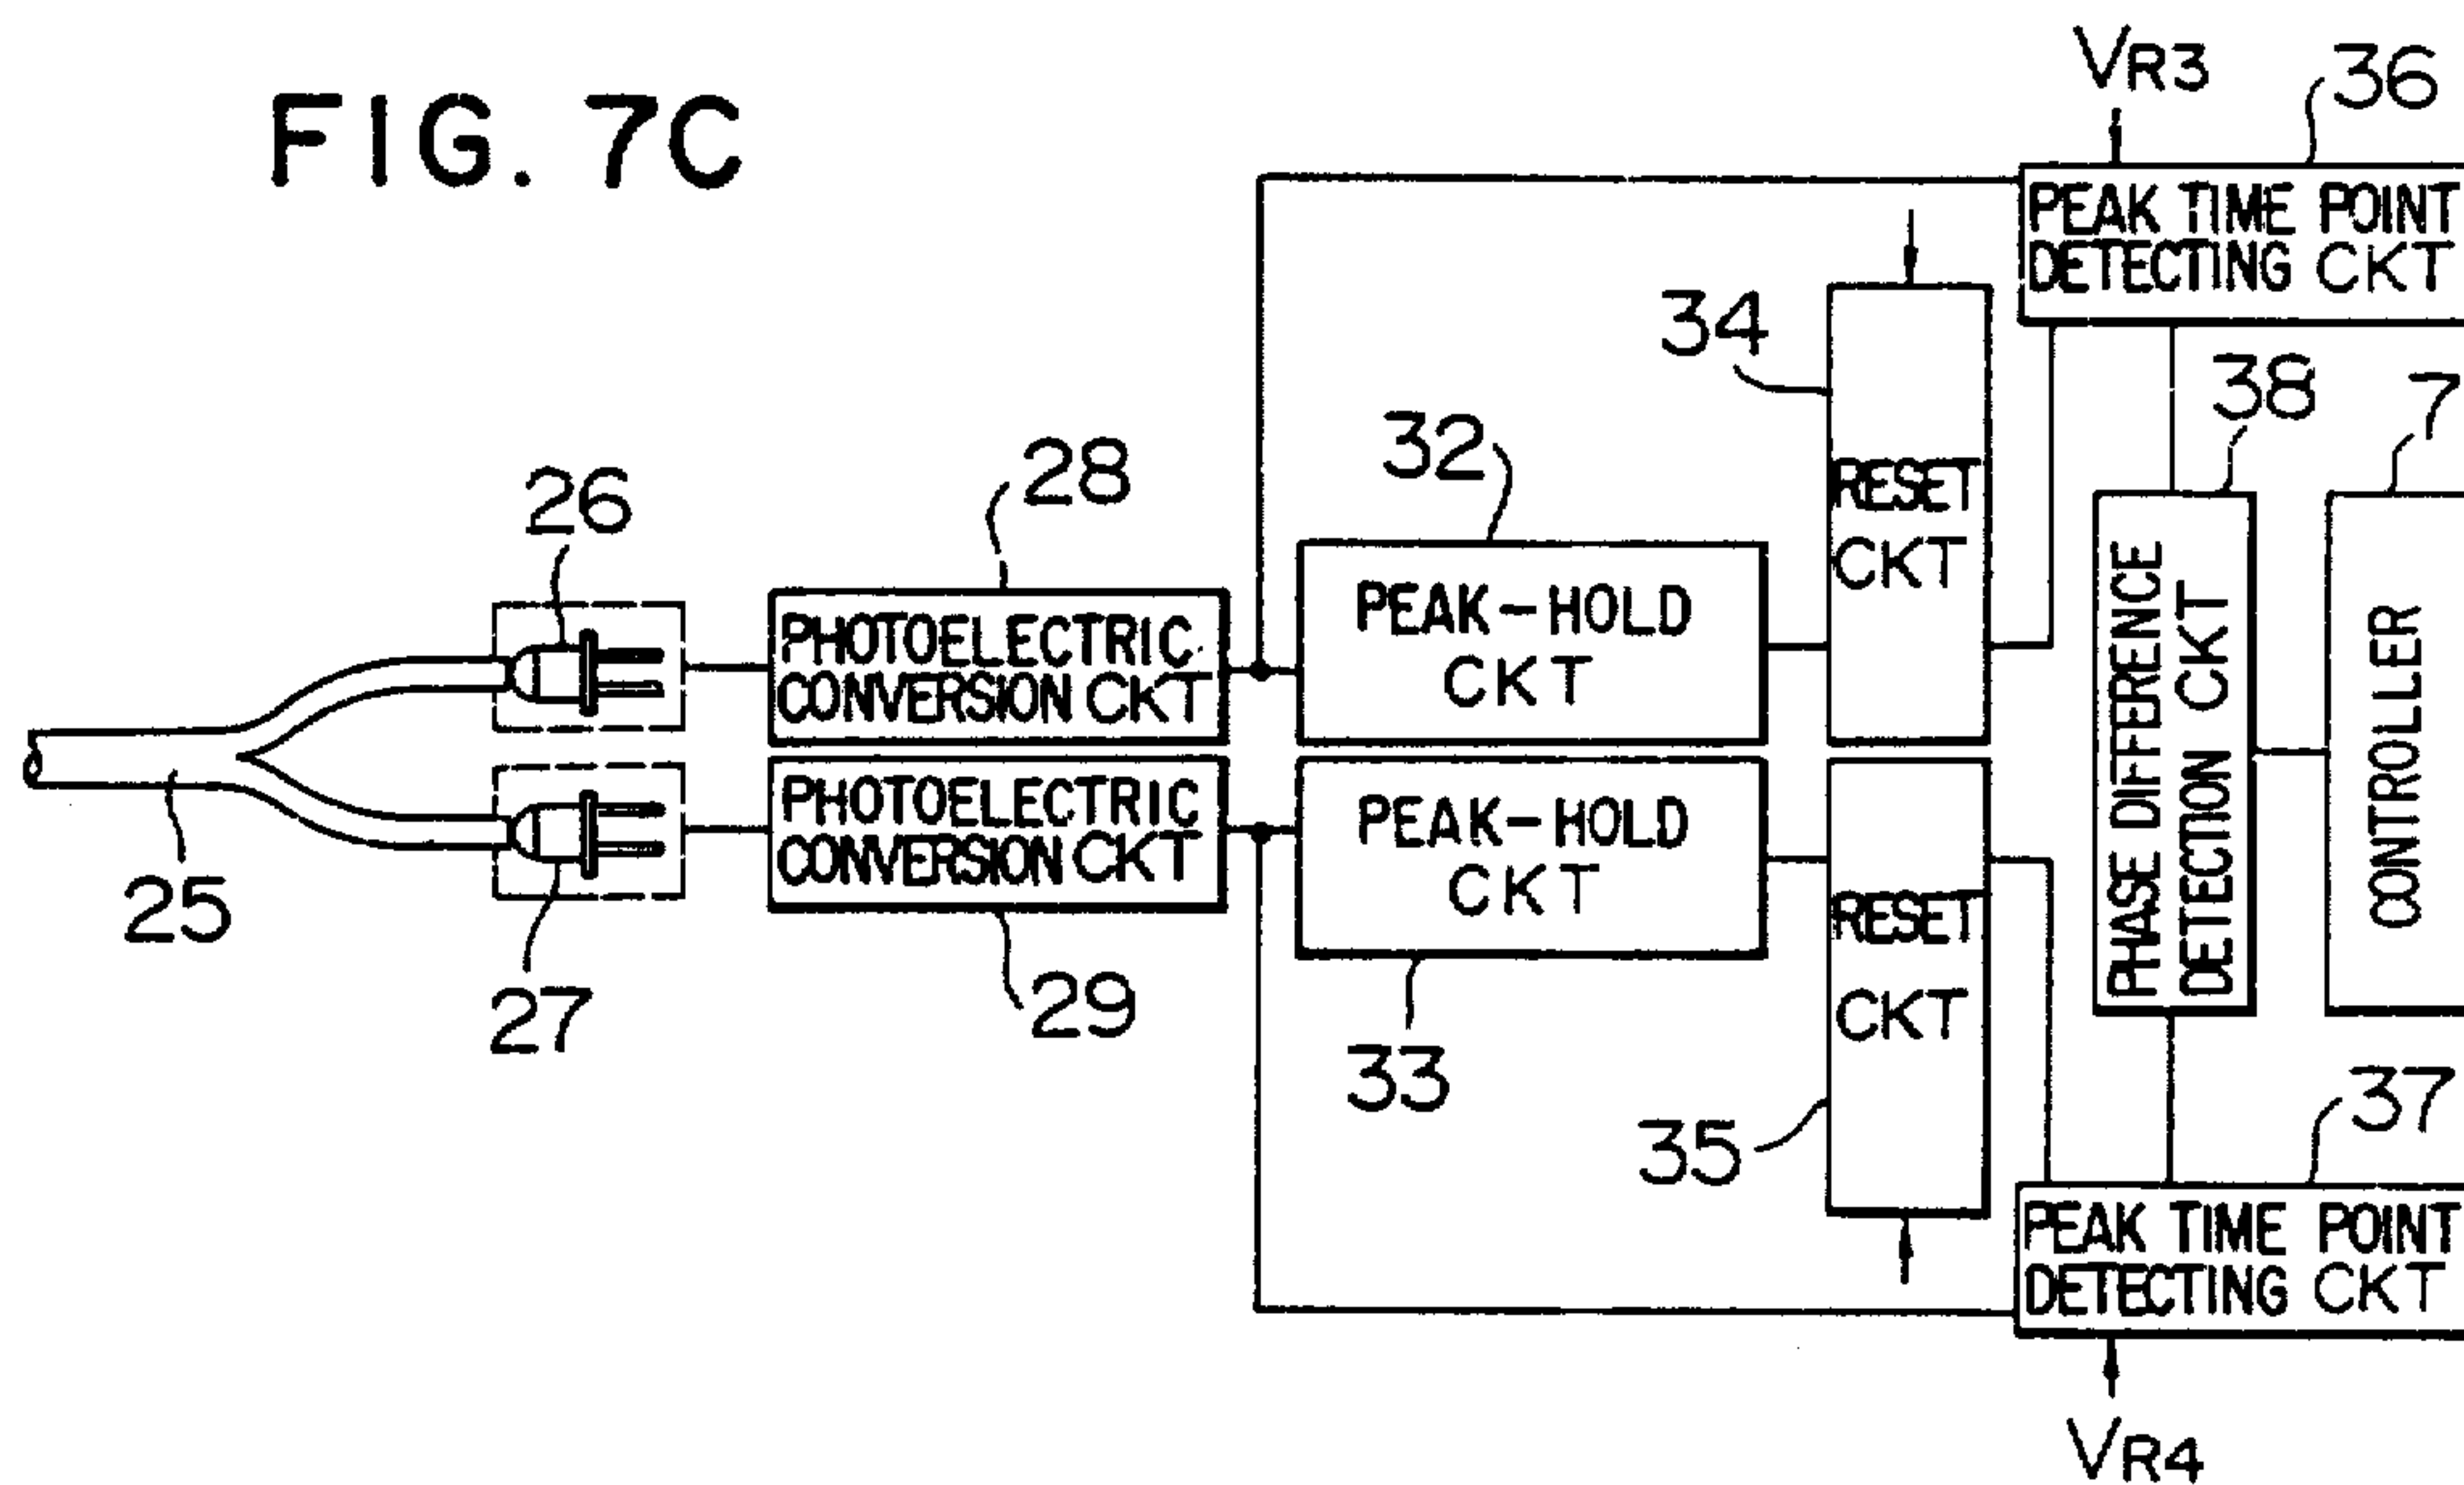 FIG. 7C
VR3
36
PEAK TIME POINT
DETECTING CKT
34
38
7
32
28
26
RESET
CKT
PEAK-HOLD
CKT
PHOTOELECTRIC
CONVERSION CKT
PHASE DIFFERENCE
DETECTION CKT
CONTROLLER
PHOTOELECTRIC
CONVERSION CKT
PEAK-HOLD
CKT
RESET
CKT
25
27
29
33
35
37
PEAK TIME POINT
DETECTING CKT
VR4